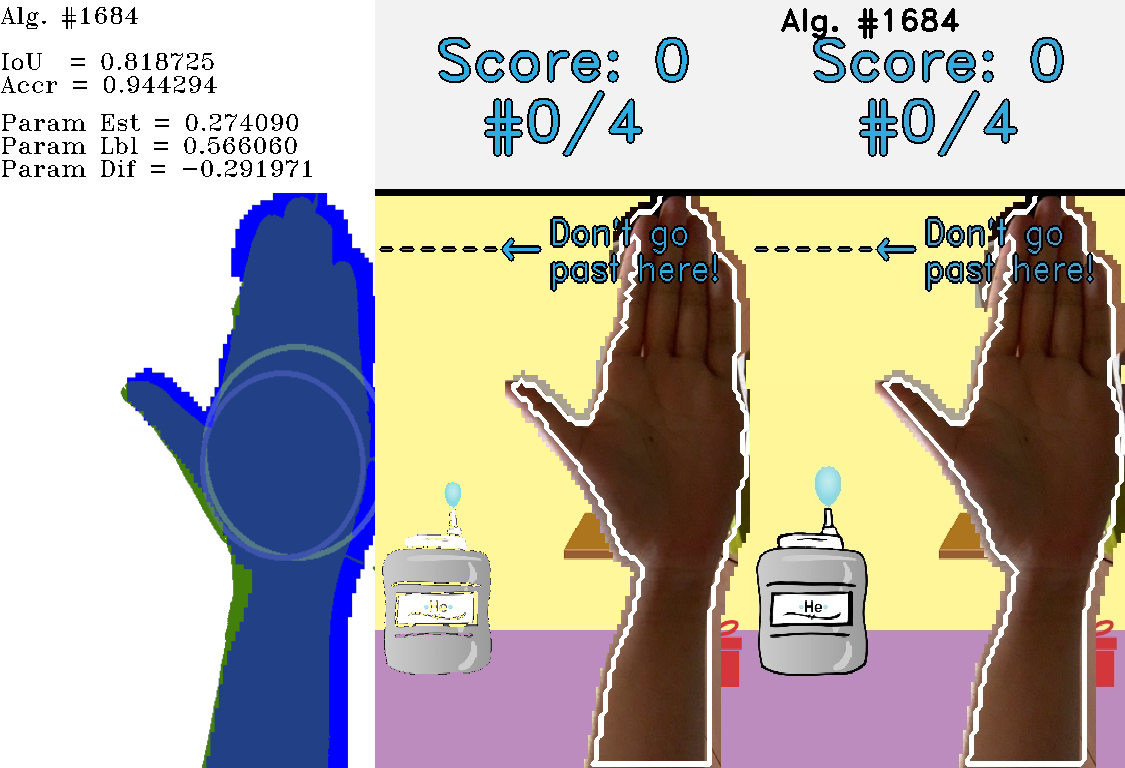 Alg. #1684
IoU = 0.818725
Accr = 0.944294
Param Est = 0.274090
Param Lbl = 0.566060
Param Dif = −0.291971
Score: 0
#0/4
Don't go
past here!
He
Alg. #1684
Score: 0
#0/4
Don't go
past here!
He